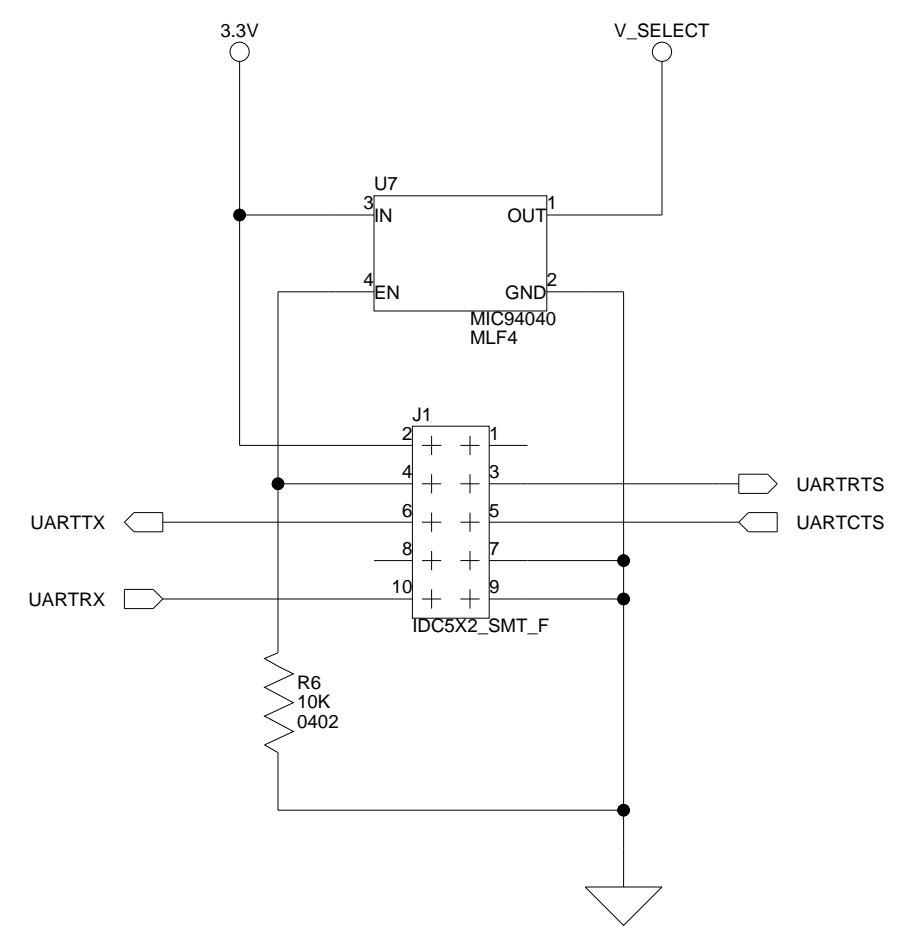 3.3V
V_SELECT
U7
3
IN
OUT
1
4
EN
GND
2
MIC94040
MLF4
J1
2
1
4
3
UARTRTS
UARTTX
6
5
UARTCTS
8
7
UARTRX
10
9
IDC5X2_SMT_F
R6
10K
0402